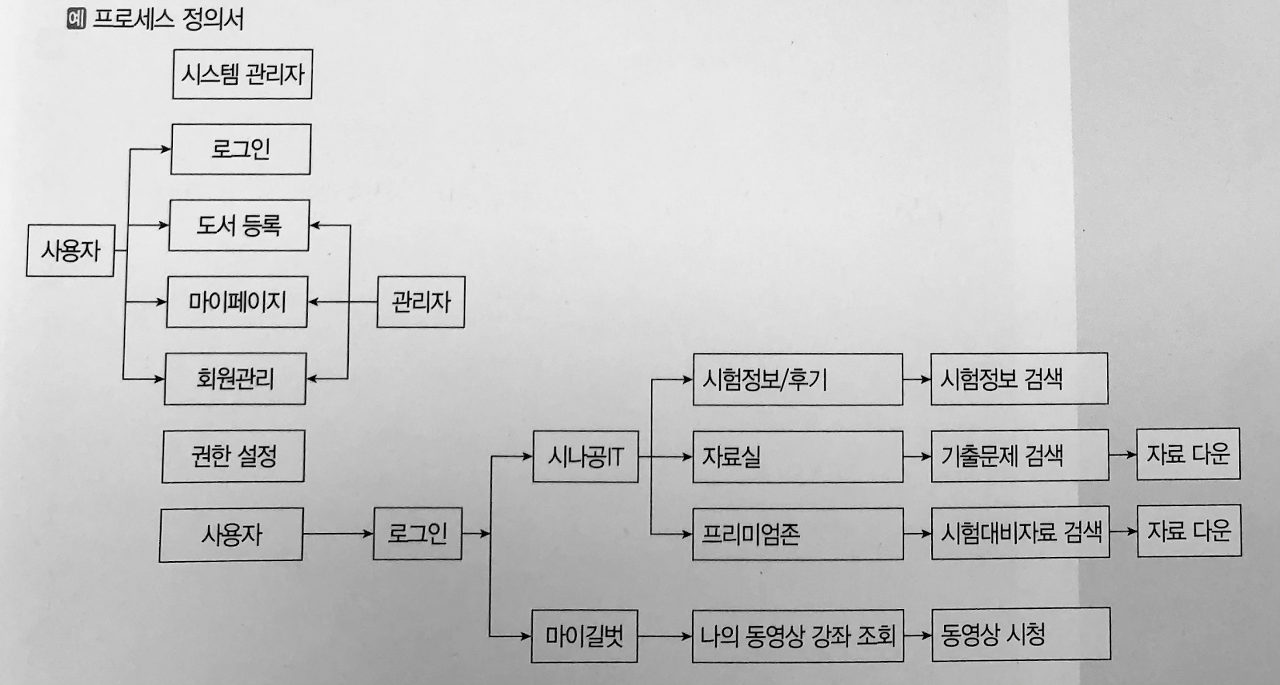 예 프로세스 정의서
시스템 관리자
로그인
도서 등록
사용자
마이페이지
관리자
회원관리
시험정보/후기
시험정보 검색
권한 설정
시나공IT
자료실
기출문제 검색
자료 다운
사용자
로그인
프리미엄존
시험대비자료 검색
자료 다운
마이길벗
나의 동영상 강좌 조회
동영상 시청